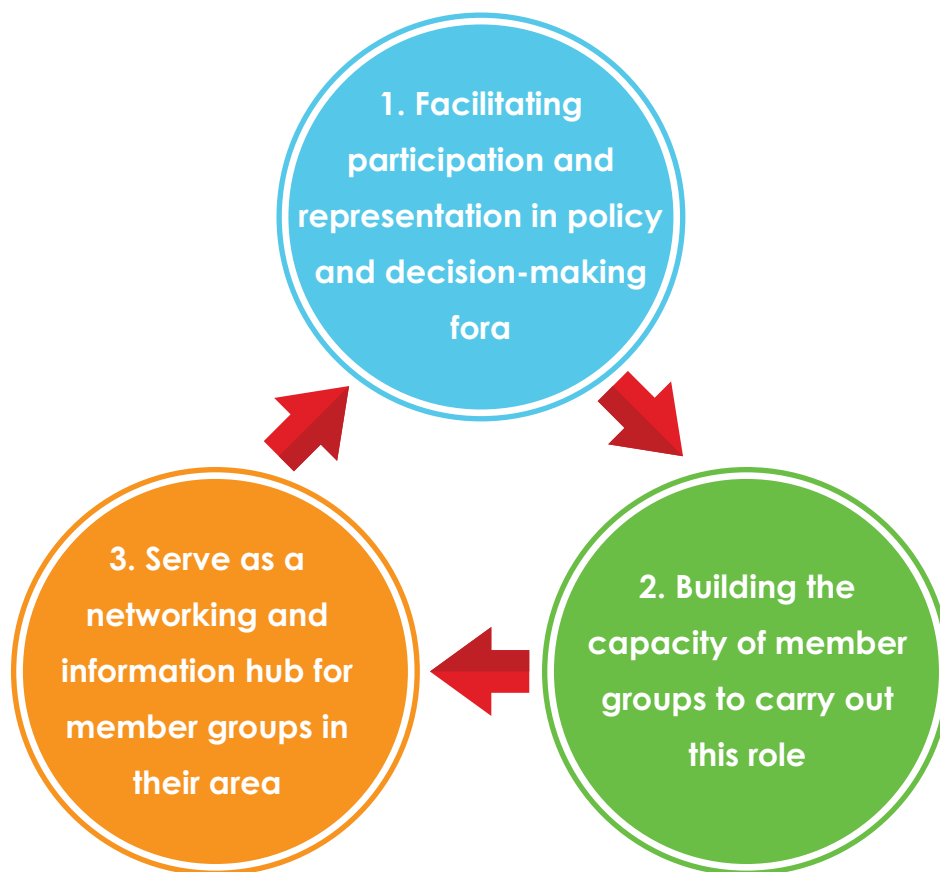 1. Facilitating
participation and
representation in policy
and decision-making
fora
2. Building the
capacity of member
groups to carry out
this role
3. Serve as a
networking and
information hub for
member groups in
their area